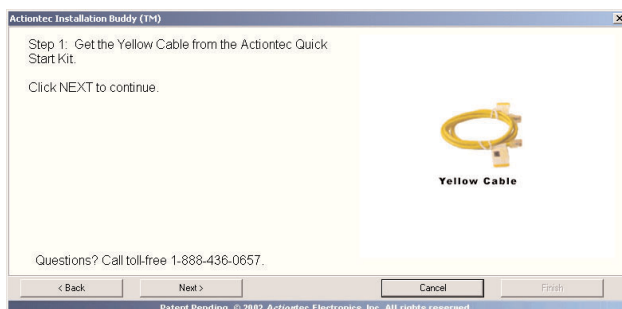 Actiontec Installation Buddy (TM)
Step 1: Get the Yellow Cable from the Actiontec Quick
Start Kit.
Click NEXT to continue.
Yellow Cable
Questions? Call toll-free 1-888-436-0657.
< Back
Next >
Cancel
Finish
Patent Pending. © 2002 Actiontec Electronics, Inc. All rights reserved.